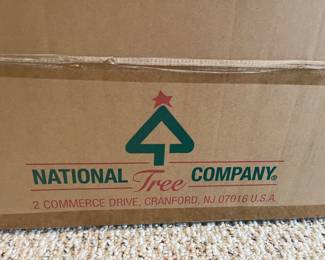 NATIONAL Tree COMPANY®
2 COMMERCE DRIVE, CRANFORD, NJ 07016 U.S.A.